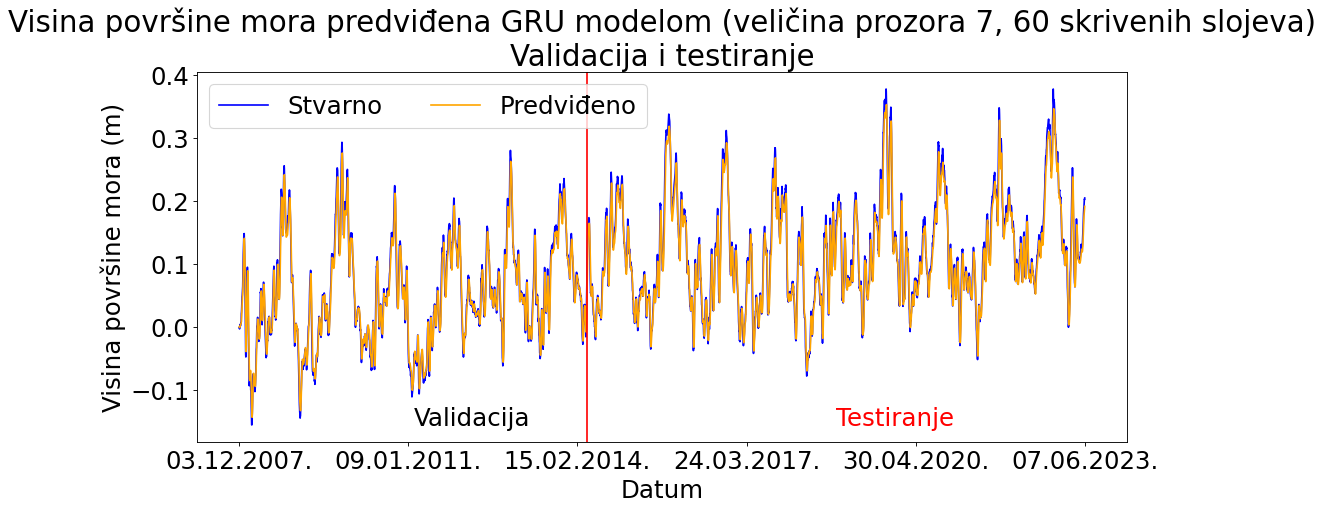 Visina površine mora predviđena GRU modelom (veličina prozora 7, 60 skrivenih slojeva)
Validacija i testiranje
Stvarno
Predviđeno
Visina površine mora (m)
0.4
0.3
0.2
0.1
0.0
−0.1
Validacija
Testiranje
03.12.2007.
09.01.2011.
15.02.2014.
24.03.2017.
30.04.2020.
07.06.2023.
Datum